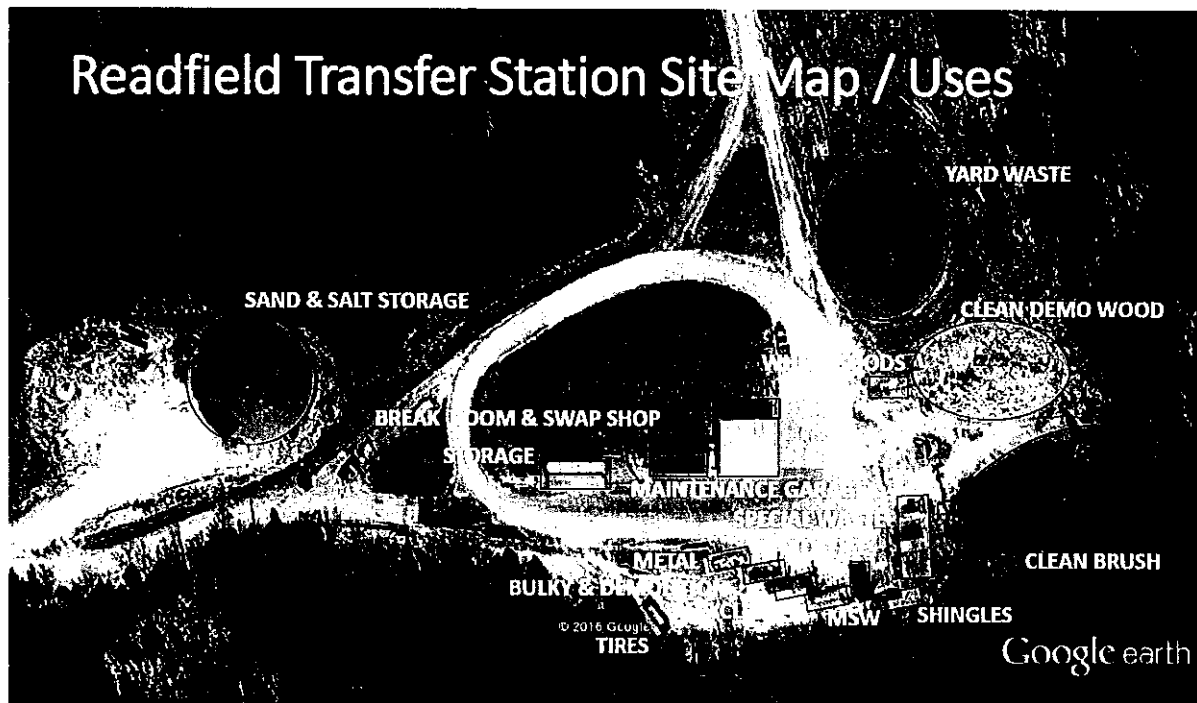 Readfield Transfer Station Site Map / Uses
YARD WASTE
SAND & SALT STORAGE
CLEAN DEMO WOOD
BREAK ROOM & SWAP SHOP
STORAGE
MAINTENANCE GARAGE
SPECIAL WASTE
METAL
CLEAN BRUSH
BULKY &
MSW
SHINGLES
© 2016 Google
TIRES
Google earth